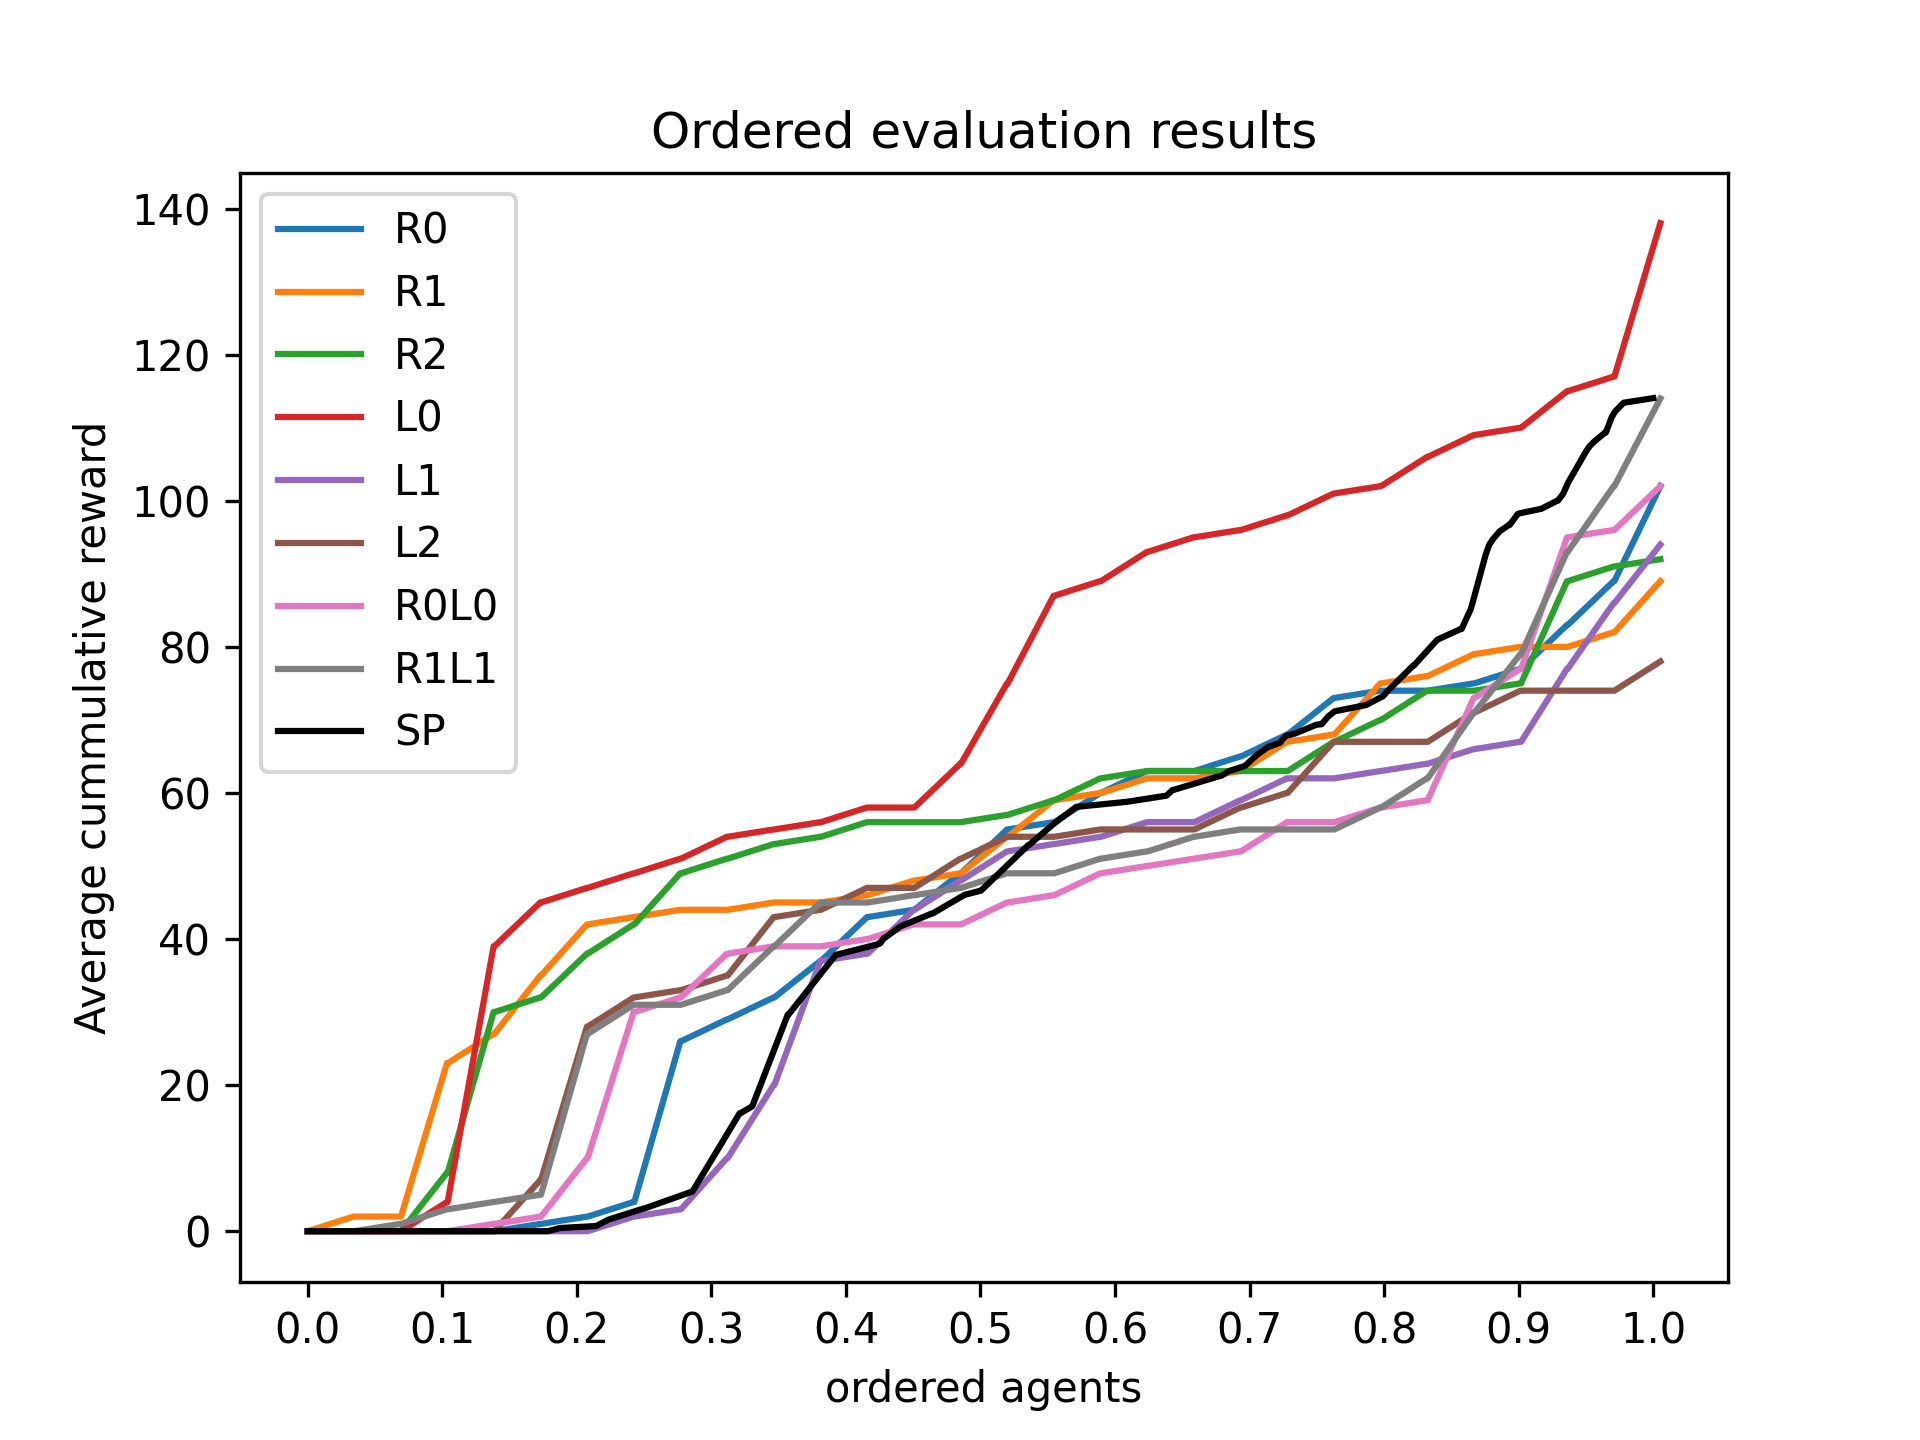 Ordered evaluation results
Average cummulative reward
140
120
100
80
60
40
20
0
R0
R1
R2
L0
L1
L2
R0L0
R1L1
SP
0.0 0.1 0.2 0.3 0.4 0.5 0.6 0.7 0.8 0.9 1.0
ordered agents